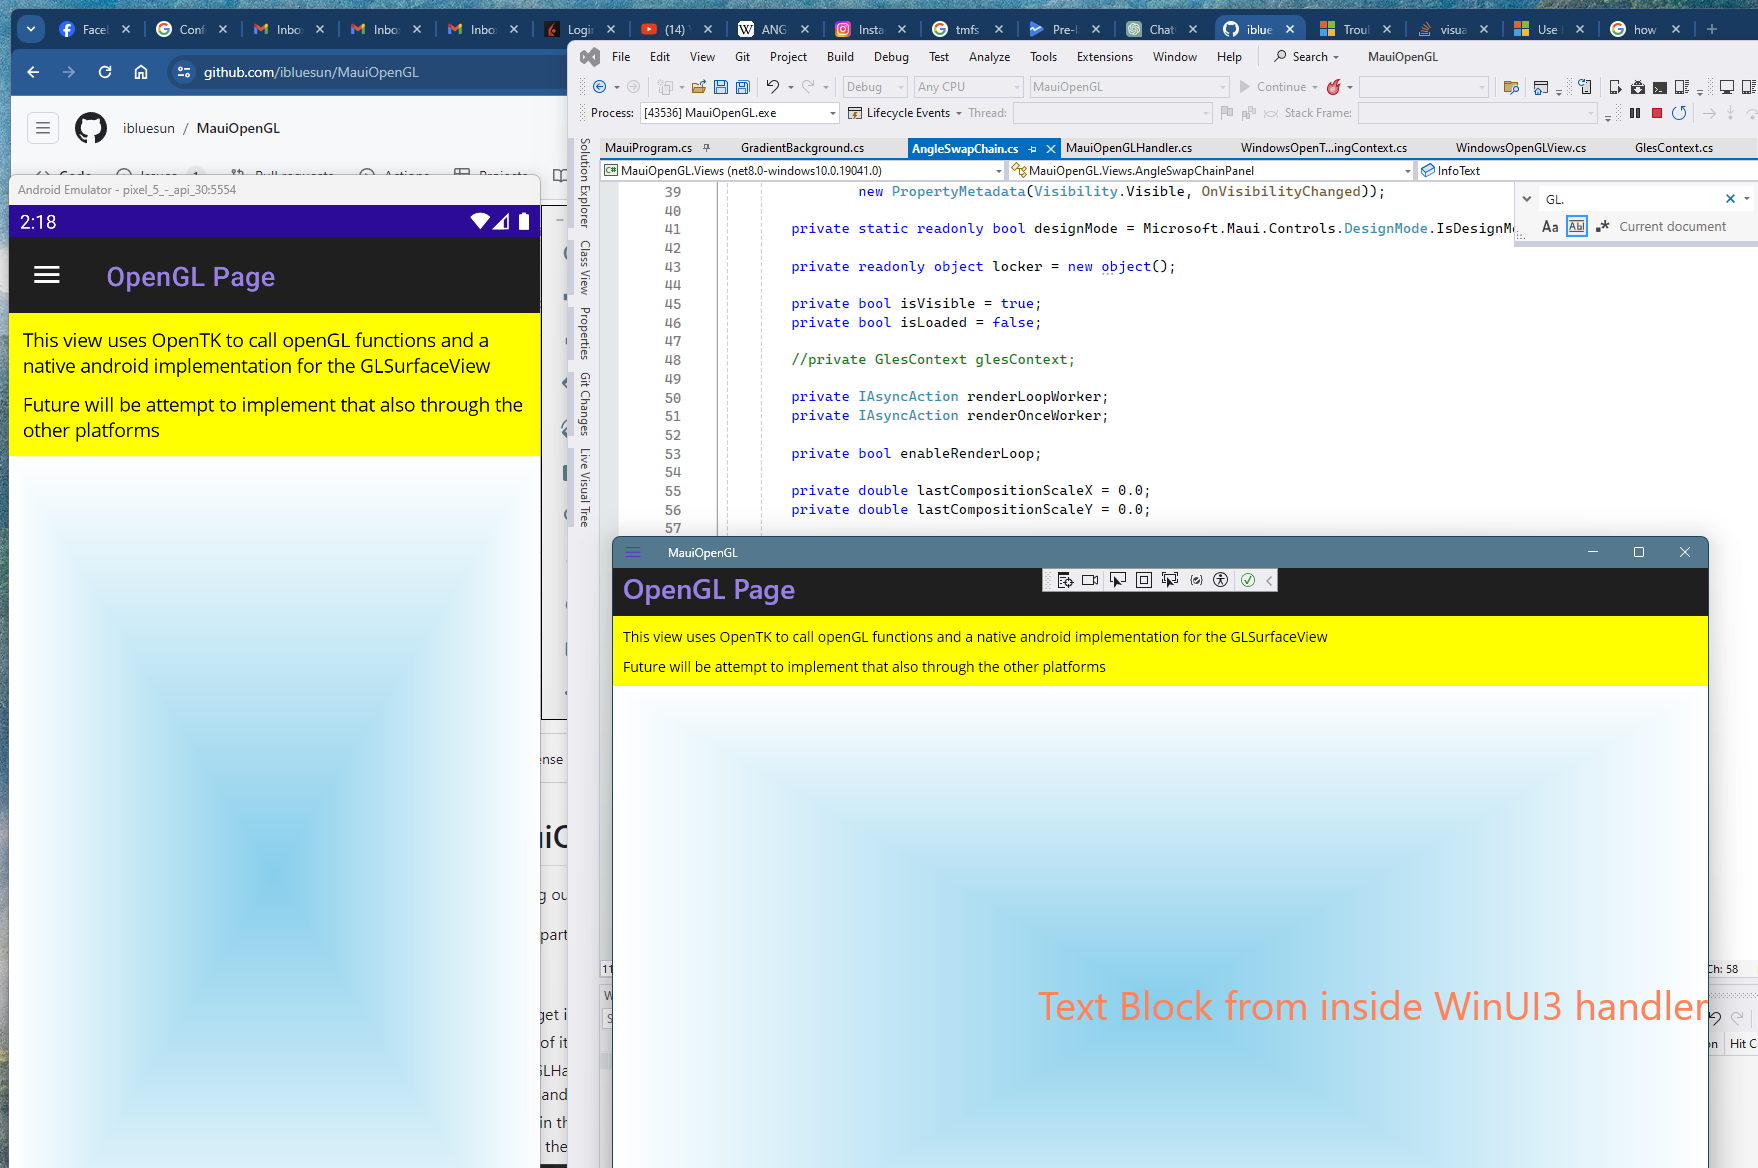 Facel
Conf
Inbo
Inbo
Inbo
Login
(14)
ANG
Insta
tmfs
Pre-l
Chat
iblue
Troul
visua
Use
how
github.com/ibluesun/MauiOpenGL
ibluesun / MauiOpenGL
File Edit View Git Project Build Debug Test Analyze Tools Extensions Window Help Search MauiOpenGL
Debug Any CPU MauiOpenGL Continue
Process: [43536] MauiOpenGL.exe Lifecycle Events Thread: Stack Frame:
MauiProgram.cs GradientBackground.cs AngleSwapChain.cs MauiOpenGLHandler.cs WindowsOpenT...ingContext.cs WindowsOpenGLView.cs GlesContext.cs
MauiOpenGL.Views (net8.0-windows10.0.19041.0) MauiOpenGL.Views.AngleSwapChainPanel InfoText
GL.
Aa Abl .* Current document
Solution Explorer
Class View
Properties
Git Changes
Live Visual Tree
39 new PropertyMetadata(Visibility.Visible, OnVisibilityChanged));
40
41 private static readonly bool designMode = Microsoft.Maui.Controls.DesignMode.IsDesignMo
42
43 private readonly object locker = new object();
44
45 private bool isVisible = true;
46 private bool isLoaded = false;
47
48 //private GlesContext glesContext;
49
50 private IAsyncAction renderLoopWorker;
51 private IAsyncAction renderOnceWorker;
52
53 private bool enableRenderLoop;
54
55 private double lastCompositionScaleX = 0.0;
56 private double lastCompositionScaleY = 0.0;
57
Android Emulator - pixel_5_-_api_30:5554
2:18
OpenGL Page
This view uses OpenTK to call openGL functions and a
native android implementation for the GLSurfaceView
Future will be attempt to implement that also through the
other platforms
MauiOpenGL
OpenGL Page
This view uses OpenTK to call openGL functions and a native android implementation for the GLSurfaceView
Future will be attempt to implement that also through the other platforms
Text Block from inside WinUI3 handler
Ch: 58
Hit C